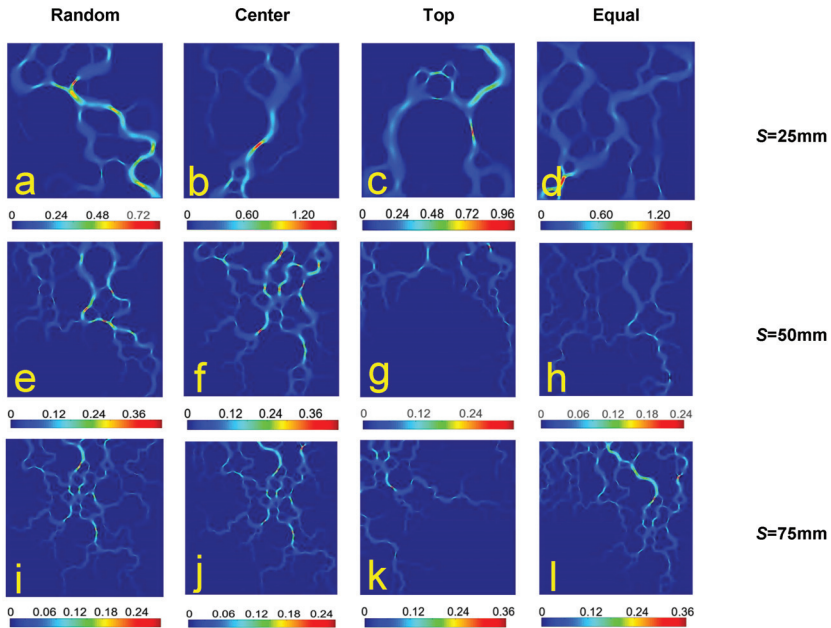 Random Center Top Equal
a b c d S=25mm
0 0.24 0.48 0.72 0 0.60 1.20 0 0.24 0.48 0.72 0.96 0 0.60 1.20
e f g h S=50mm
0 0.12 0.24 0.36 0 0.12 0.24 0.36 0 0.12 0.24 0 0.06 0.12 0.18 0.24
i j k l S=75mm
0 0.06 0.12 0.18 0.24 0 0.06 0.12 0.18 0.24 0 0.12 0.24 0.36 0 0.12 0.24 0.36